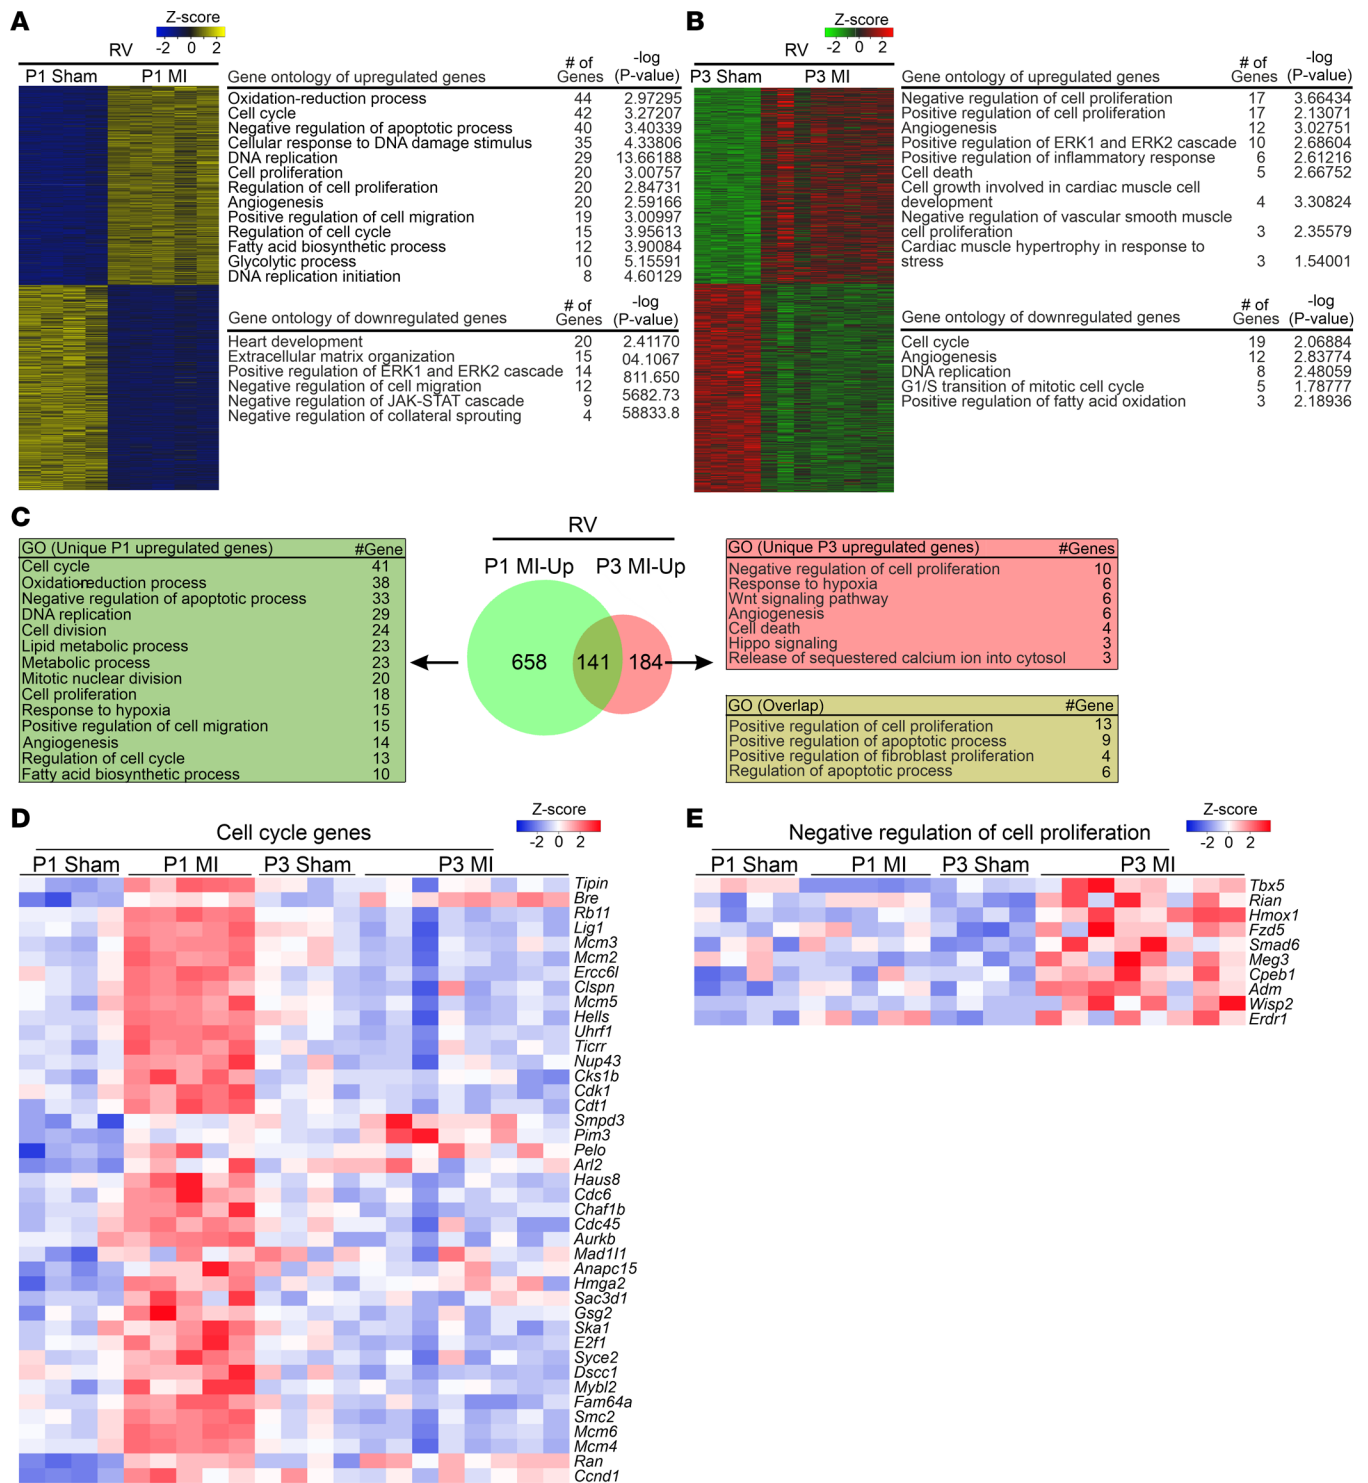 A
Z-score
-2 0 2
RV
P1 Sham P1 MI
Gene ontology of upregulated genes # of Genes -log (P-value)
Oxidation-reduction process 44 2.97295
Cell cycle 42 3.27207
Negative regulation of apoptotic process 40 3.40339
Cellular response to DNA damage stimulus 35 4.33806
DNA replication 29 13.66188
Cell proliferation 20 3.00757
Regulation of cell proliferation 20 2.84731
Angiogenesis 20 2.59166
Positive regulation of cell migration 19 3.00997
Regulation of cell cycle 15 3.95613
Fatty acid biosynthetic process 12 3.90084
Glycolytic process 10 5.15591
DNA replication initiation 8 4.60129
Gene ontology of downregulated genes # of Genes -log (P-value)
Heart development 20 2.41170
Extracellular matrix organization 15 04.1067
Positive regulation of ERK1 and ERK2 cascade 14 811.650
Negative regulation of cell migration 12 5682.73
Negative regulation of JAK-STAT cascade 9 58833.8
Negative regulation of collateral sprouting 4
B
Z-score
-2 0 2
RV
P3 Sham P3 MI
Gene ontology of upregulated genes # of Genes -log (P-value)
Negative regulation of cell proliferation 17 3.66434
Positive regulation of cell proliferation 17 2.13071
Angiogenesis 12 3.02751
Positive regulation of ERK1 and ERK2 cascade 10 2.68604
Positive regulation of inflammatory response 6 2.61216
Cell death 5 2.66752
Cell growth involved in cardiac muscle cell
development 4 3.30824
Negative regulation of vascular smooth muscle
cell proliferation 3 2.35579
Cardiac muscle hypertrophy in response to
stress 3 1.54001
Gene ontology of downregulated genes # of Genes -log (P-value)
Cell cycle 19 2.06884
Angiogenesis 12 2.83774
DNA replication 8 2.48059
G1/S transition of mitotic cell cycle 5 1.78777
Positive regulation of fatty acid oxidation 3 2.18936
C
GO (Unique P1 upregulated genes) #Gene
Cell cycle 41
Oxidation-reduction process 38
Negative regulation of apoptotic process 33
DNA replication 29
Cell division 24
Lipid metabolic process 23
Metabolic process 23
Mitotic nuclear division 20
Cell proliferation 18
Response to hypoxia 15
Positive regulation of cell migration 15
Angiogenesis 14
Regulation of cell cycle 13
Fatty acid biosynthetic process 10
RV
P1 MI-Up P3 MI-Up
658 141 184
GO (Unique P3 upregulated genes) #Genes
Negative regulation of cell proliferation 10
Response to hypoxia 6
Wnt signaling pathway 6
Angiogenesis 6
Cell death 4
Hippo signaling 3
Release of sequestered calcium ion into cytosol 3
GO (Overlap) #Gene
Positive regulation of cell proliferation 13
Positive regulation of apoptotic process 9
Positive regulation of fibroblast proliferation 4
Regulation of apoptotic process 6
D
Z-score
-2 0 2
Cell cycle genes
P1 Sham P1 MI P3 Sham P3 MI
Tipin
Bre
Rb11
Lig1
Mcm3
Mcm2
Ercc6l
Clspn
Mcm5
Hells
Uhrf1
Ticrr
Nup43
Cks1b
Cdk1
Cdt1
Smpd3
Pim3
Pelo
Arl2
Haus8
Cdc6
Chaf1b
Cdc45
Aurkb
Mad1l1
Anapc15
Hmga2
Sac3d1
Gsg2
Ska1
E2f1
Syce2
Dscc1
Mybl2
Fam64a
Smc2
Mcm6
Mcm4
Ran
Ccnd1
E
Z-score
-2 0 2
Negative regulation of cell proliferation
P1 Sham P1 MI P3 Sham P3 MI
Tbx5
Rian
Hmox1
Fzd5
Smad6
Meg3
Cpeb1
Adm
Wisp2
Erdr1